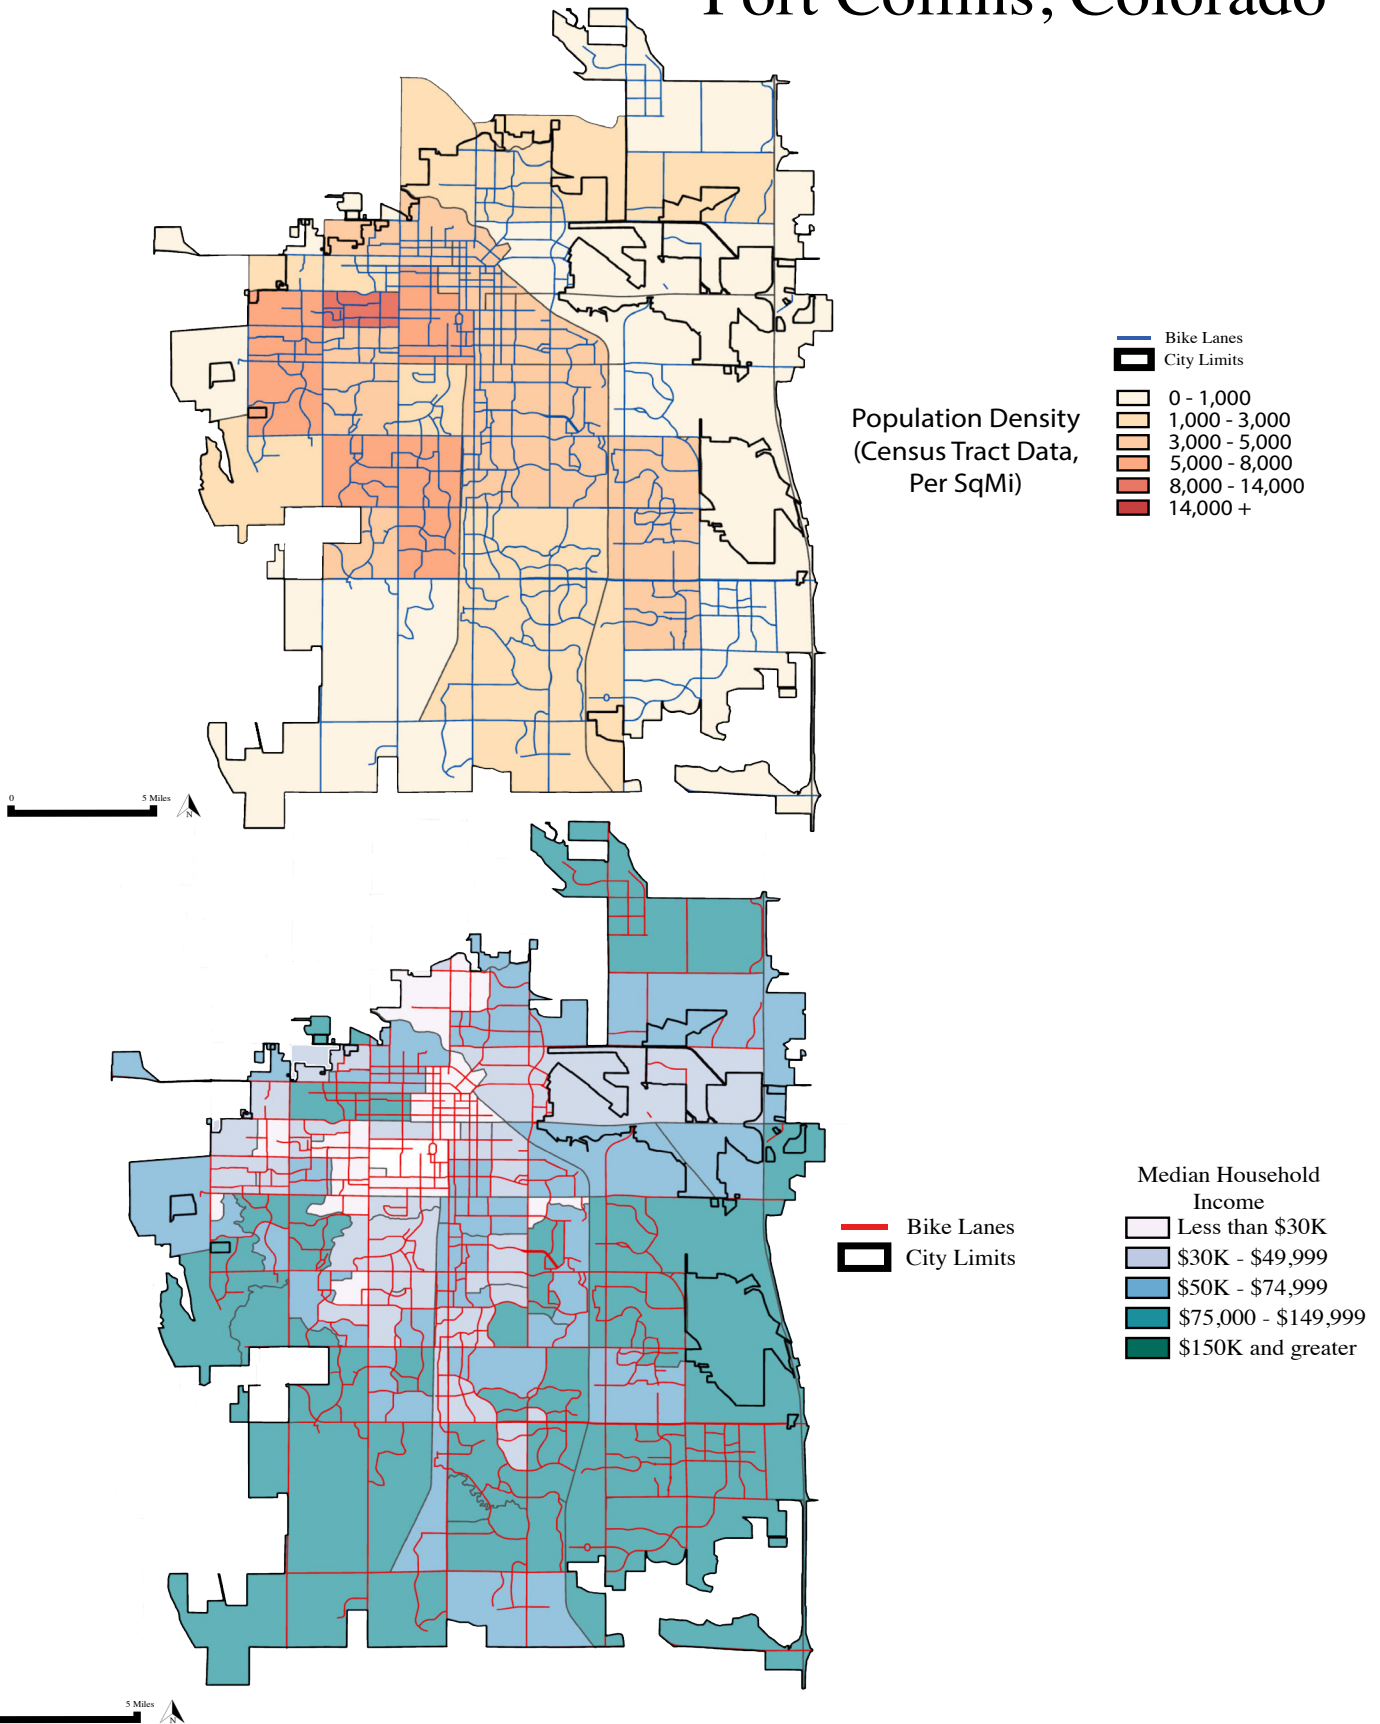 Fort Collins, Colorado
Bike Lanes
City Limits
Population Density
(Census Tract Data,
Per SqMi)
0 - 1,000
1,000 - 3,000
3,000 - 5,000
5,000 - 8,000
8,000 - 14,000
14,000 +
0 5 Miles
N
Median Household
Income
Less than $30K
$30K - $49,999
$50K - $74,999
$75,000 - $149,999
$150K and greater
Bike Lanes
City Limits
5 Miles
N